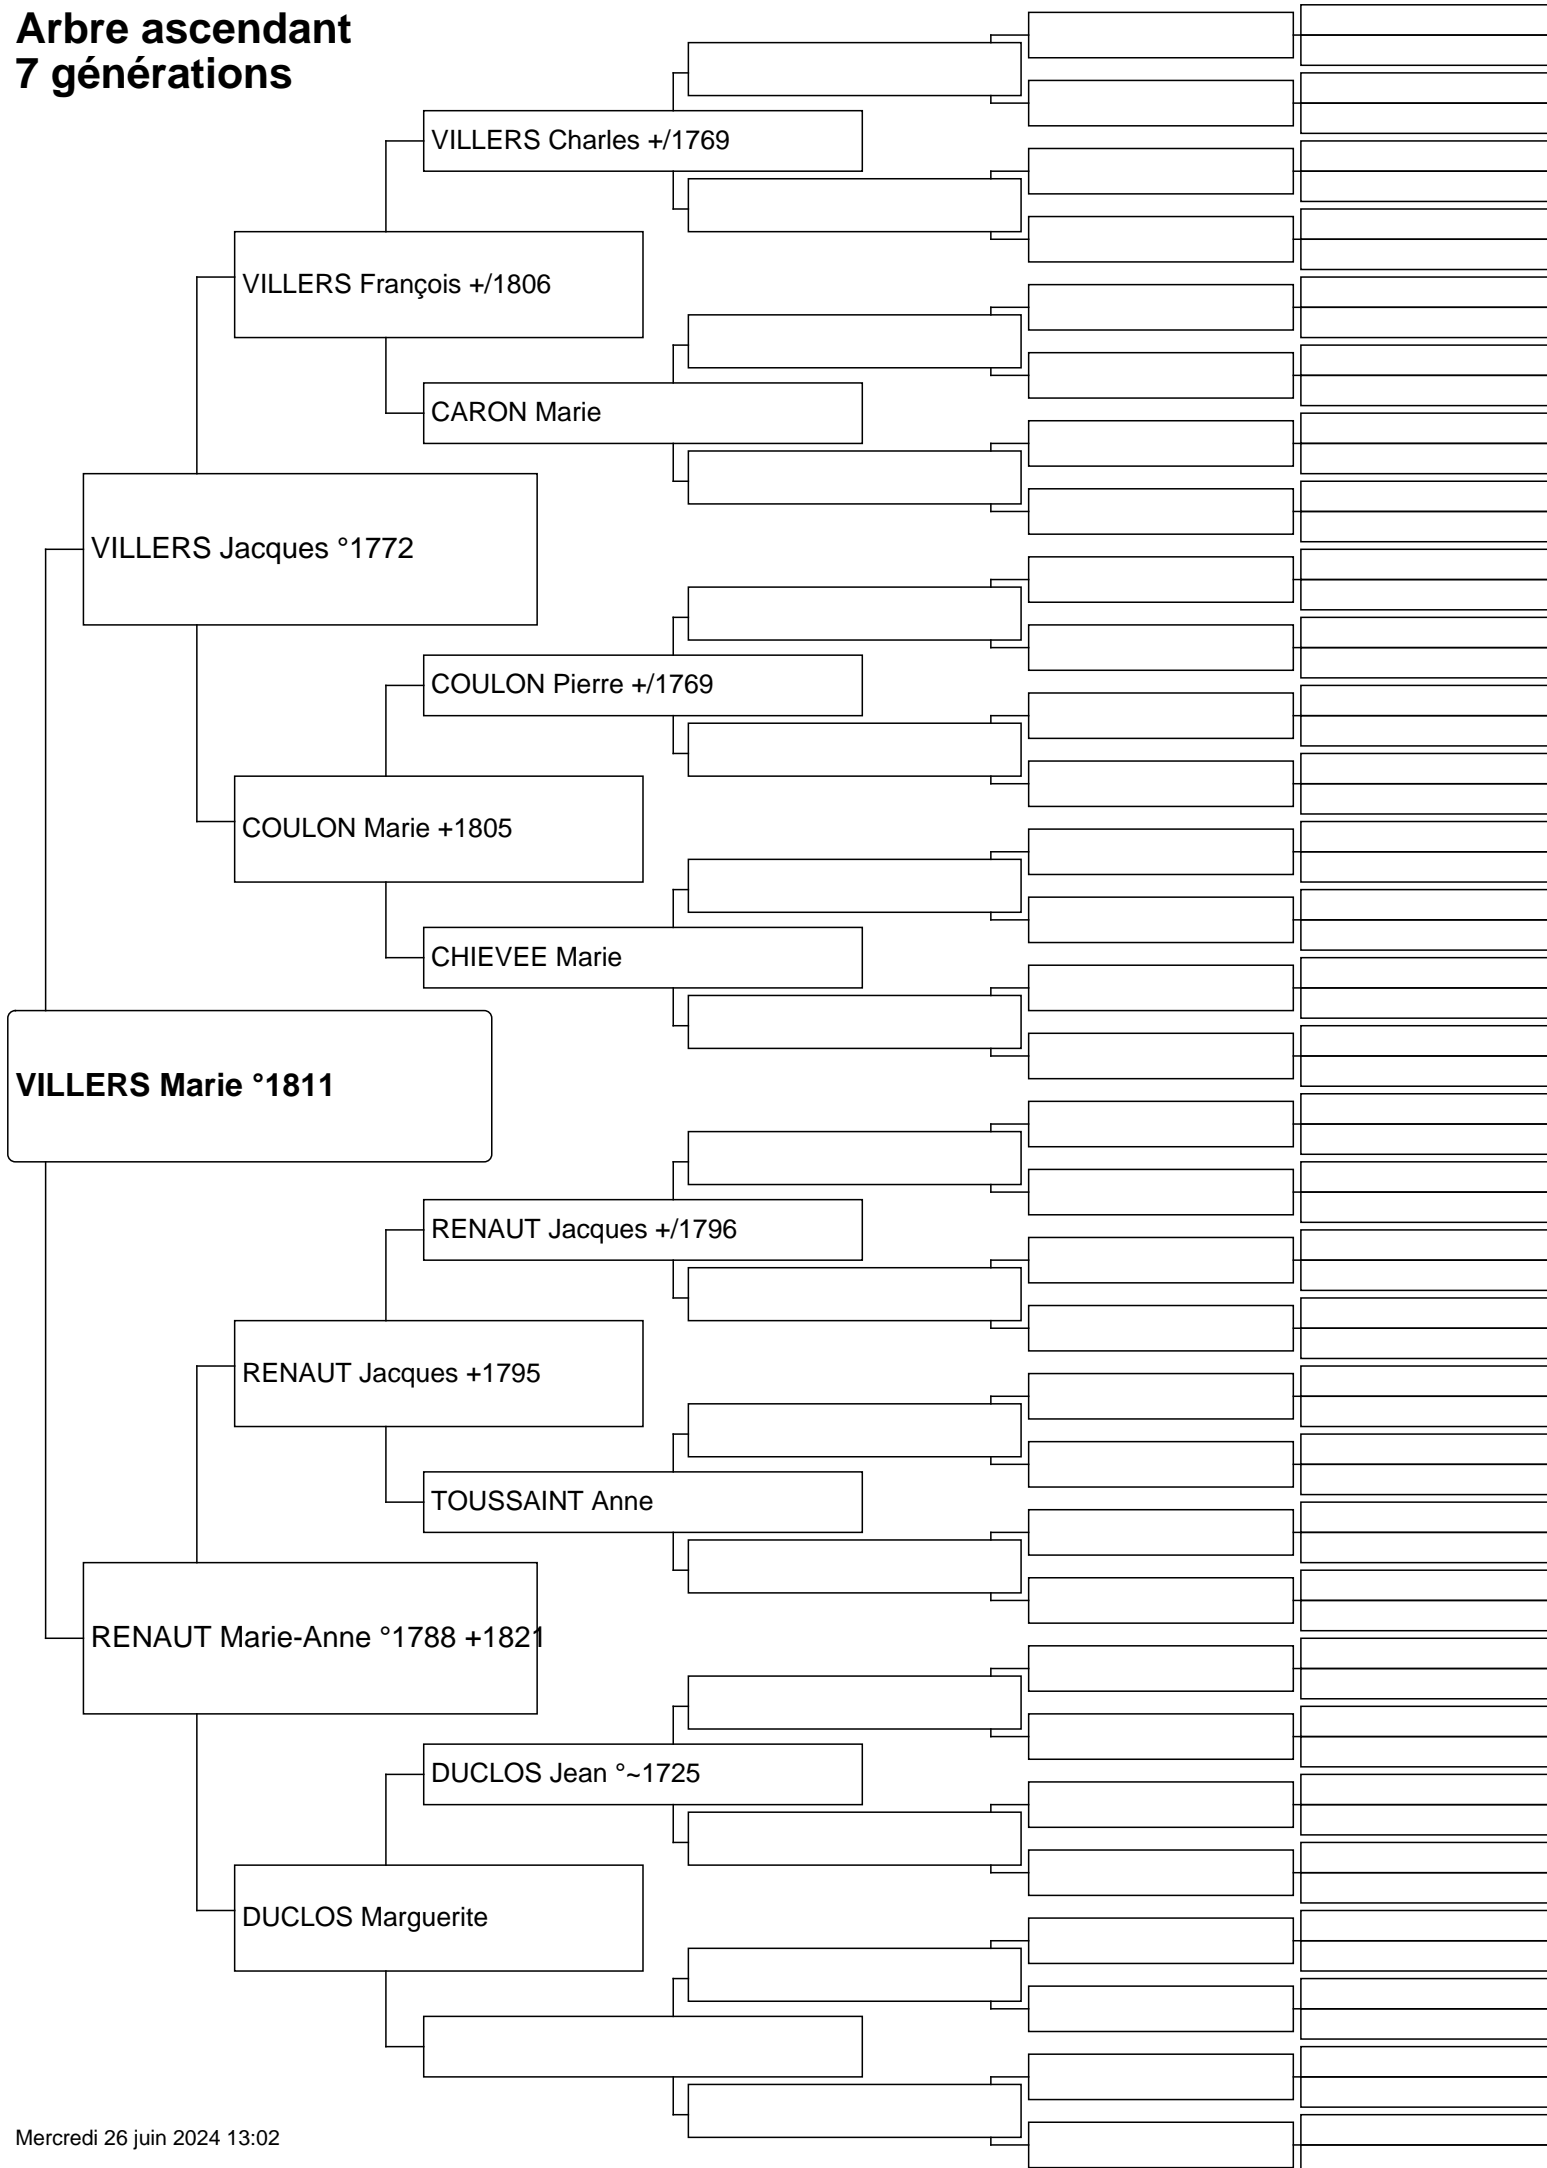 Arbre ascendant
7 générations
VILLERS Charles +/1769
VILLERS François +/1806
CARON Marie
VILLERS Jacques °1772
COULON Pierre +/1769
COULON Marie +1805
CHIEVEE Marie
VILLERS Marie °1811
RENAUT Jacques +/1796
RENAUT Jacques +1795
TOUSSAINT Anne
RENAUT Marie-Anne °1788 +1821
DUCLOS Jean °~1725
DUCLOS Marguerite
Mercredi 26 juin 2024 13:02